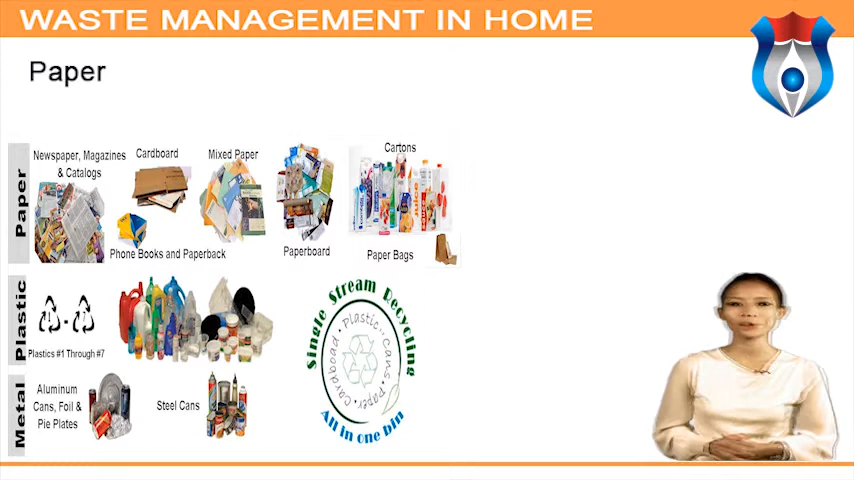 WASTE MANAGEMENT IN HOME
Paper
Paper
Newspaper, Magazines
& Catalogs
Cardboard
Mixed Paper
Cartons
Phone Books and Paperback
Paperboard
Paper Bags
Plastic
Plastics #1 Through #7
Metal
Aluminum
Cans, Foil &
Pie Plates
Steel Cans
Single Stream Recycling
Cardboad • Plastic • Cans • Paper
All in one bin